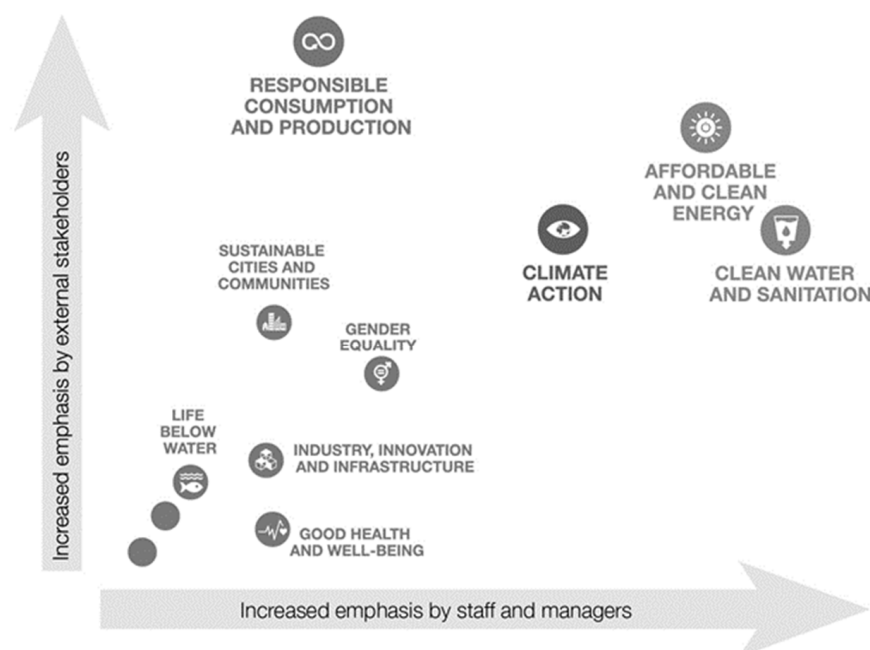 RESPONSIBLE
CONSUMPTION
AND PRODUCTION
AFFORDABLE
AND CLEAN
ENERGY
CLIMATE
ACTION
CLEAN WATER
AND SANITATION
SUSTAINABLE
CITIES AND
COMMUNITIES
GENDER
EQUALITY
LIFE
BELOW
WATER
INDUSTRY, INNOVATION
AND INFRASTRUCTURE
GOOD HEALTH
AND WELL-BEING
Increased emphasis by external stakeholders
Increased emphasis by staff and managers